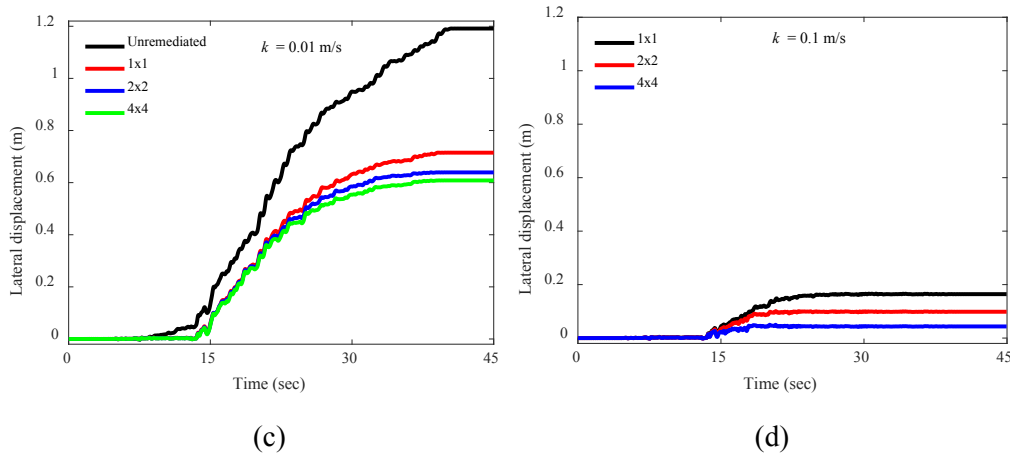 Unremediated
1x1
2x2
4x4
k = 0.01 m/s
1.2
1
0.8
0.6
0.4
0.2
0
Lateral displacement (m)
0 15 30 45
Time (sec)
(c)
1x1
2x2
4x4
k = 0.1 m/s
1.2
1
0.8
0.6
0.4
0.2
0
Lateral displacement (m)
0 15 30 45
Time (sec)
(d)